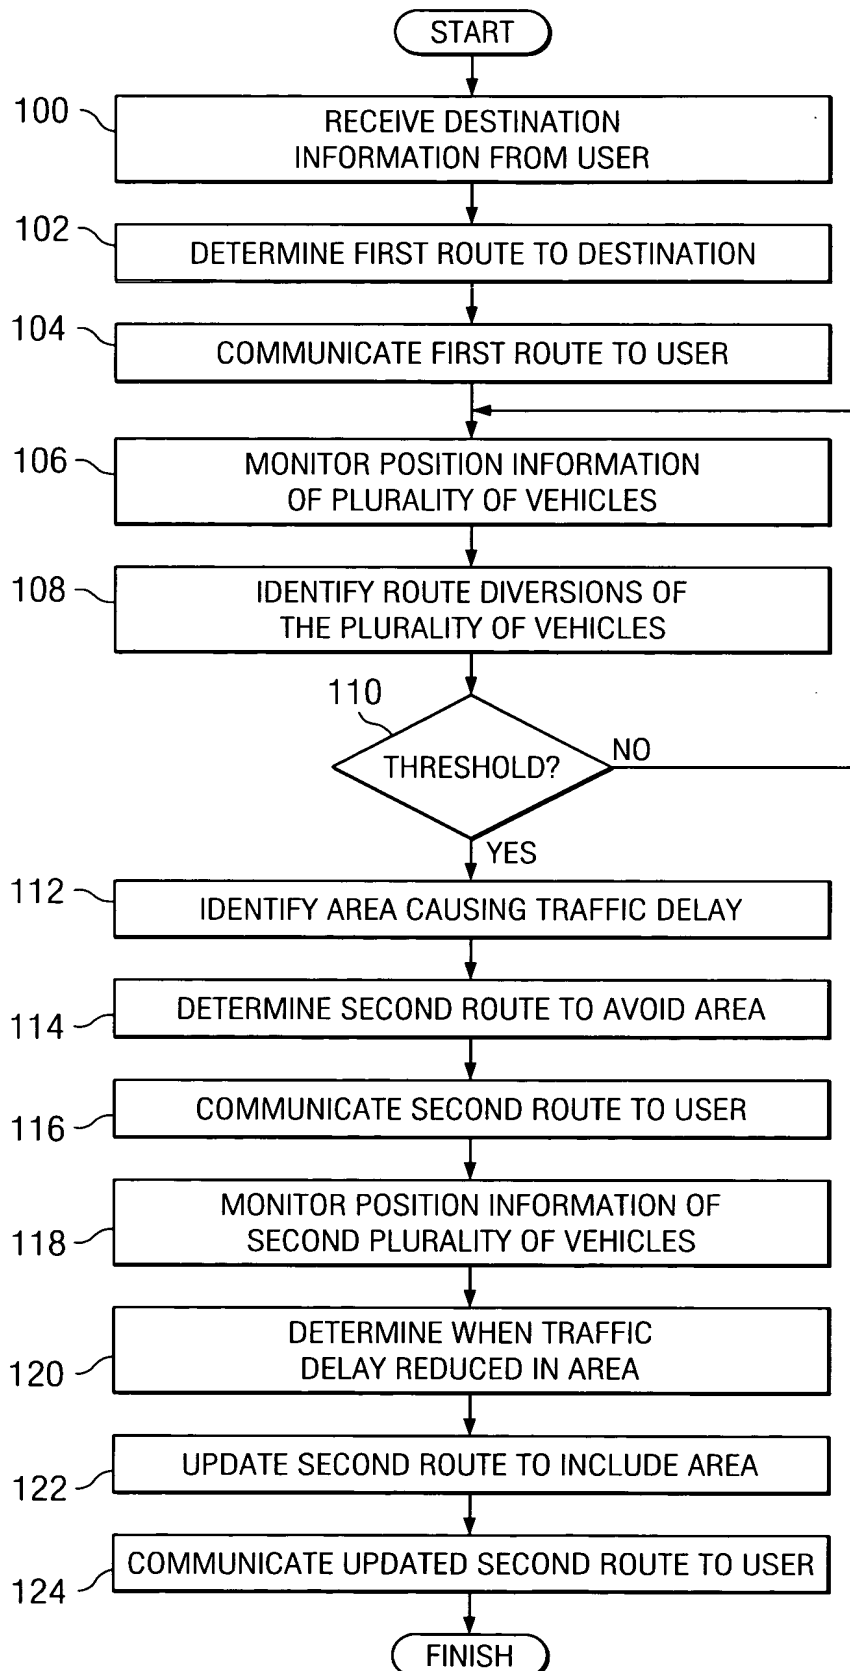 START
100
RECEIVE DESTINATION
INFORMATION FROM USER
102
DETERMINE FIRST ROUTE TO DESTINATION
104
COMMUNICATE FIRST ROUTE TO USER
106
MONITOR POSITION INFORMATION
OF PLURALITY OF VEHICLES
108
IDENTIFY ROUTE DIVERSIONS OF
THE PLURALITY OF VEHICLES
110
THRESHOLD?
NO
YES
112
IDENTIFY AREA CAUSING TRAFFIC DELAY
114
DETERMINE SECOND ROUTE TO AVOID AREA
116
COMMUNICATE SECOND ROUTE TO USER
118
MONITOR POSITION INFORMATION OF
SECOND PLURALITY OF VEHICLES
120
DETERMINE WHEN TRAFFIC
DELAY REDUCED IN AREA
122
UPDATE SECOND ROUTE TO INCLUDE AREA
124
COMMUNICATE UPDATED SECOND ROUTE TO USER
FINISH